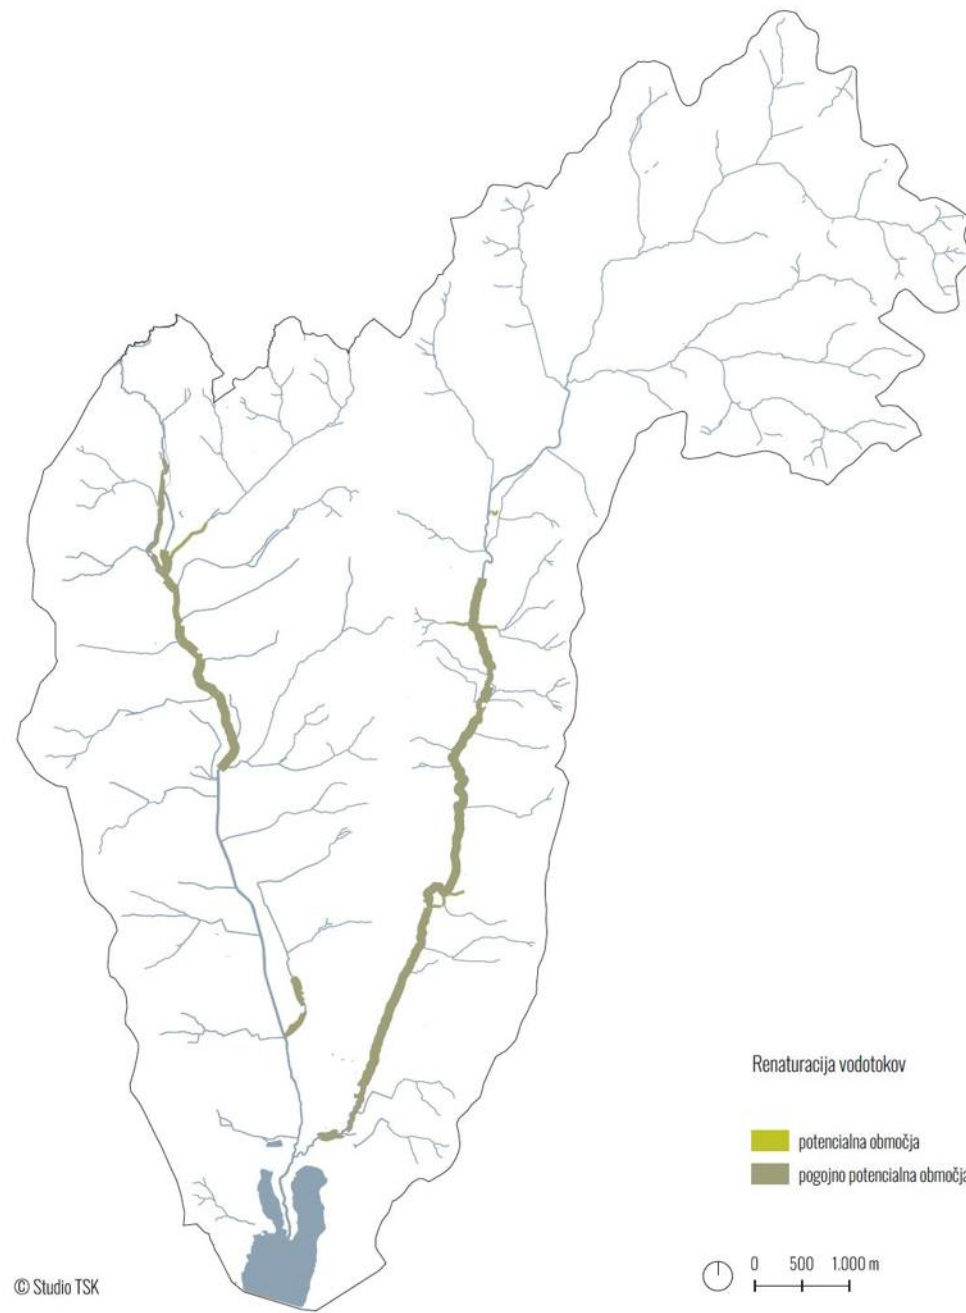 Renaturacija vodotokov
potencialna območja
pogojno potencialna območja
0 500 1.000 m
© Studio TSK